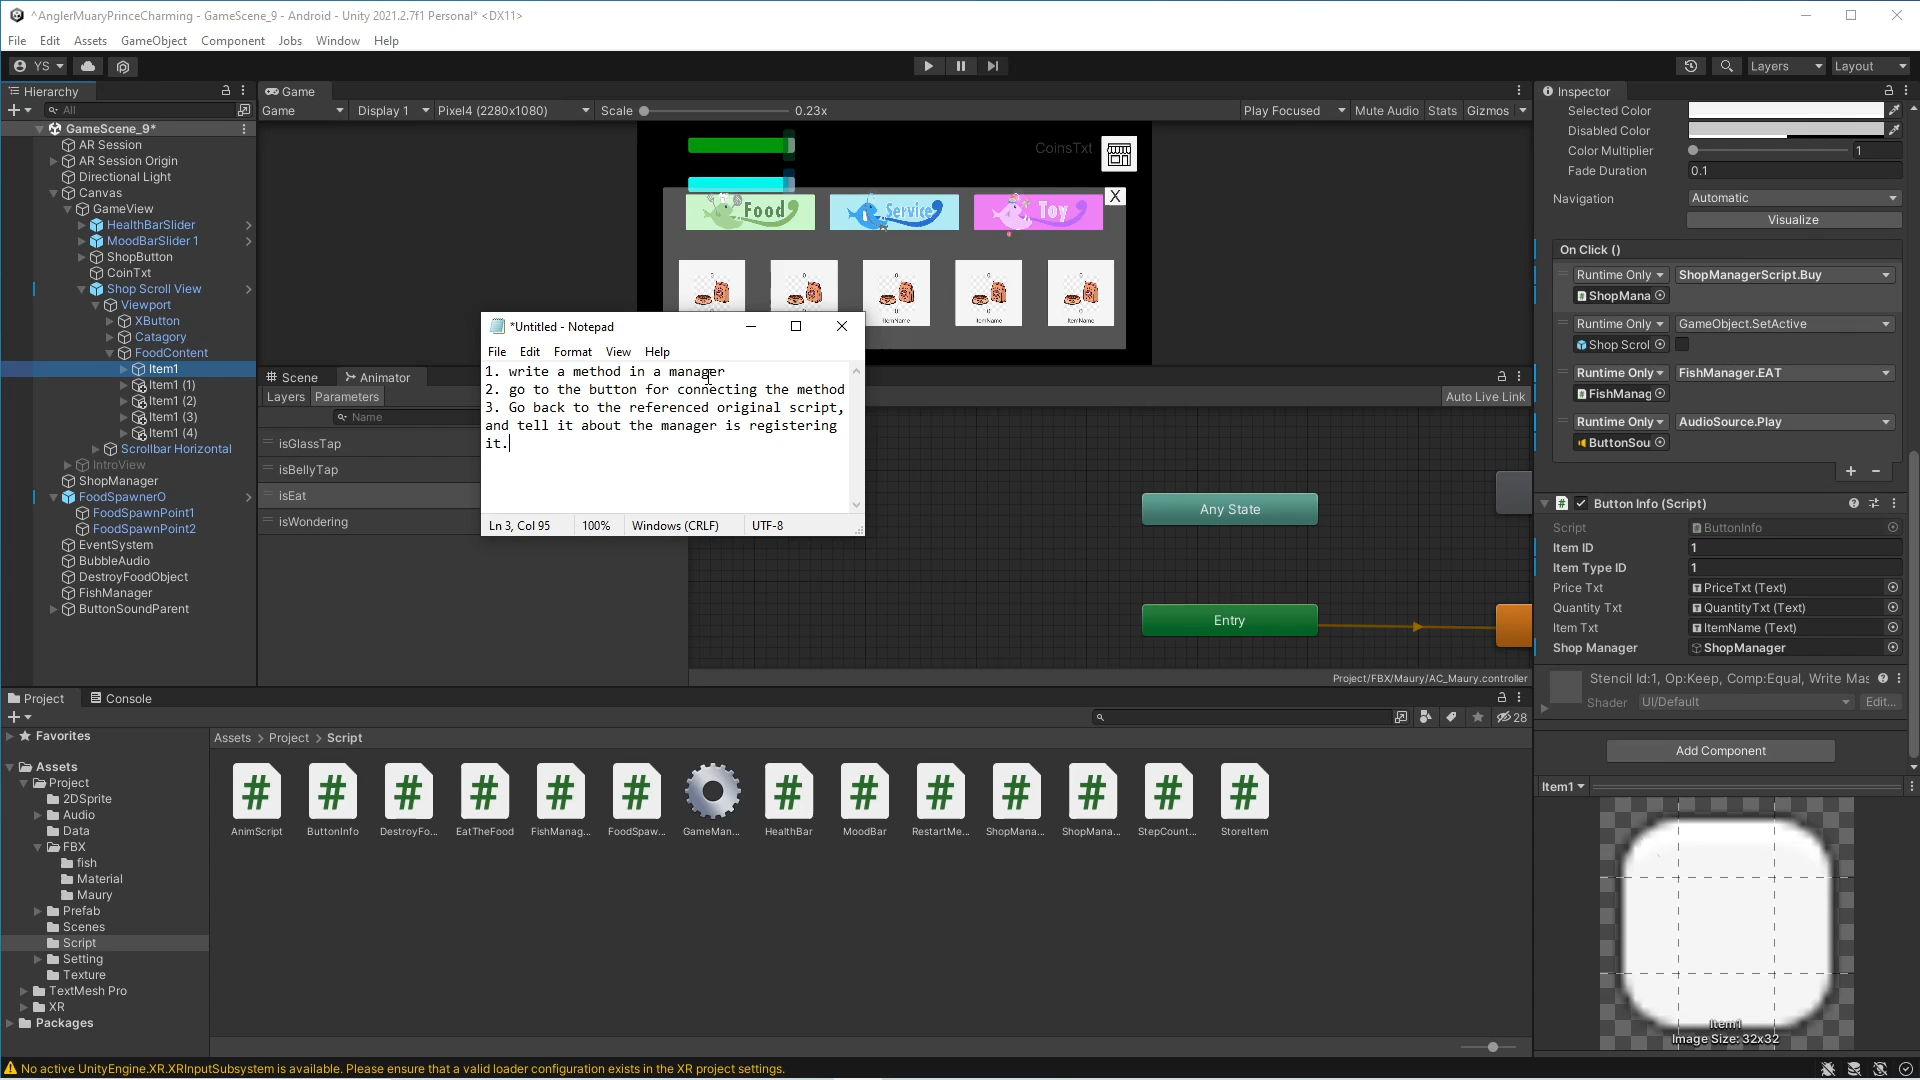 ^AnglerMuaryPrinceCharming - GameScene_9 - Android - Unity 2021.2.7f1 Personal* <DX11>
File Edit Assets GameObject Component Jobs Window Help
YS
Layers
Layout
Hierarchy
All
GameScene_9*
AR Session
AR Session Origin
Directional Light
Canvas
GameView
HealthBarSlider
MoodBarSlider 1
ShopButton
CoinTxt
Shop Scroll View
Viewport
XButton
Catagory
FoodContent
Item1
Item1 (1)
Item1 (2)
Item1 (3)
Item1 (4)
Scrollbar Horizontal
IntroView
ShopManager
FoodSpawnerO
FoodSpawnPoint1
FoodSpawnPoint2
EventSystem
BubbleAudio
DestroyFoodObject
FishManager
ButtonSoundParent
Game
Game Display 1 Pixel4 (2280x1080) Scale 0.23x Play Focused Mute Audio Stats Gizmos
CoinsTxt
X
Food Service Toy
0 0 0 0 0
ItemName ItemName ItemName
*Untitled - Notepad
File Edit Format View Help
1. write a method in a manager
2. go to the button for connecting the method
3. Go back to the referenced original script,
and tell it about the manager is registering
it.
Ln 3, Col 95 100% Windows (CRLF) UTF-8
Scene Animator
Layers Parameters
Auto Live Link
Name
isGlassTap
isBellyTap
isEat
isWondering
Any State
Entry
Project/FBX/Maury/AC_Maury.controller
Inspector
Selected Color
Disabled Color
Color Multiplier 1
Fade Duration 0.1
Navigation Automatic
Visualize
On Click ()
Runtime Only ShopManagerScript.Buy
ShopMana
Runtime Only GameObject.SetActive
Shop Scrol
Runtime Only FishManager.EAT
FishManag
Runtime Only AudioSource.Play
ButtonSou
+ −
Button Info (Script)
Script ButtonInfo
Item ID 1
Item Type ID 1
Price Txt PriceTxt (Text)
Quantity Txt QuantityTxt (Text)
Item Txt ItemName (Text)
Shop Manager ShopManager
Stencil Id:1, Op:Keep, Comp:Equal, Write Mas
Shader UI/Default Edit...
Add Component
Item1
Item1
Image Size: 32x32
Project Console
28
Favorites
Assets
Project
2DSprite
Audio
Data
FBX
fish
Material
Maury
Prefab
Scenes
Script
Setting
Texture
TextMesh Pro
XR
Packages
Assets > Project > Script
AnimScript ButtonInfo DestroyFo... EatTheFood FishManag... FoodSpaw... GameMan... HealthBar MoodBar RestartMe... ShopMana... ShopMana... StepCount... StoreItem
No active UnityEngine.XR.XRInputSubsystem is available. Please ensure that a valid loader configuration exists in the XR project settings.